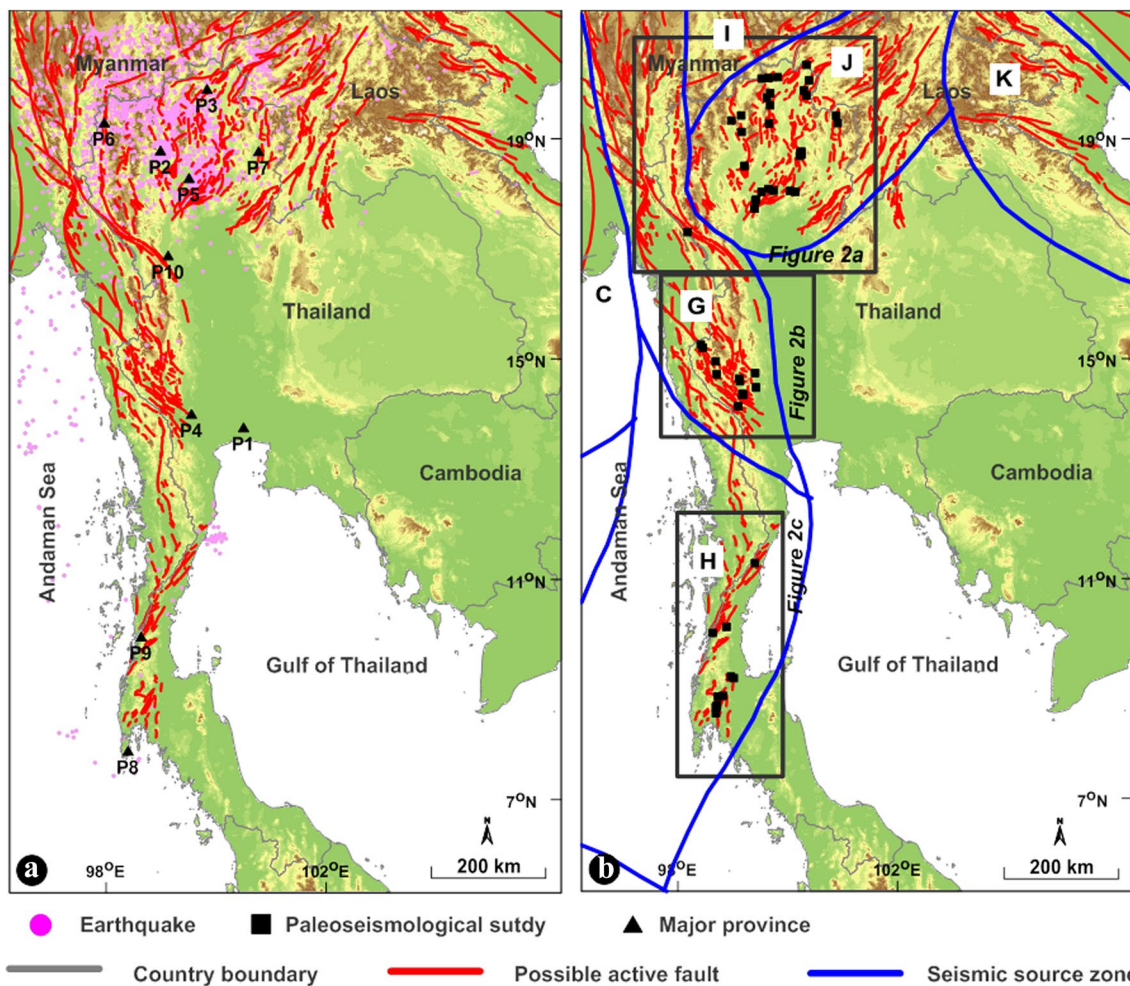 Myanmar
P3
Laos
P6
19°N
P2
P7
P5
P10
Thailand
15°N
P4
P1
Cambodia
Andaman Sea
11°N
P9
Gulf of Thailand
P8
7°N
N
a
98°E
102°E
200 km
I
Myanmar
J
K
Laos
19°N
Figure 2a
C
G
Thailand
Figure 2b
15°N
Cambodia
Andaman Sea
Figure 2c
H
11°N
Gulf of Thailand
7°N
N
b
98°E
102°E
200 km
Earthquake
Paleoseismological sutdy
Major province
Country boundary
Possible active fault
Seismic source zon